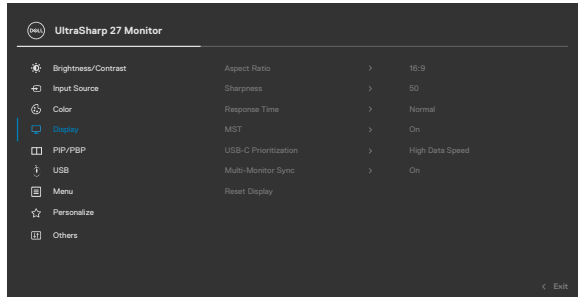 DELL UltraSharp 27 Monitor
Brightness/Contrast Aspect Ratio > 16:9
Input Source Sharpness > 50
Color Response Time > Normal
Display MST > On
PIP/PBP USB-C Prioritization > High Data Speed
USB Multi-Monitor Sync > On
Menu Reset Display
Personalize
Others
< Exit